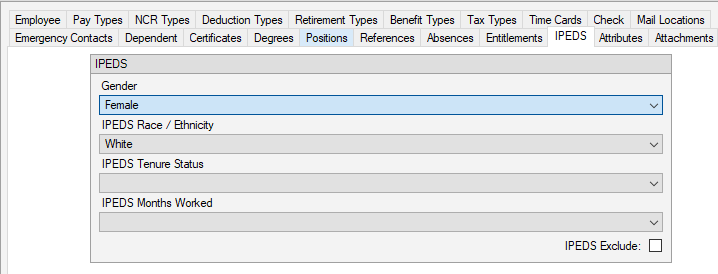 Employee Pay Types NCR Types Deduction Types Retirement Types Benefit Types Tax Types Time Cards Check Mail Locations
Emergency Contacts Dependent Certificates Degrees Positions References Absences Entitlements IPEDS Attributes Attachments
IPEDS
Gender
Female
IPEDS Race / Ethnicity
White
IPEDS Tenure Status
IPEDS Months Worked
IPEDS Exclude: